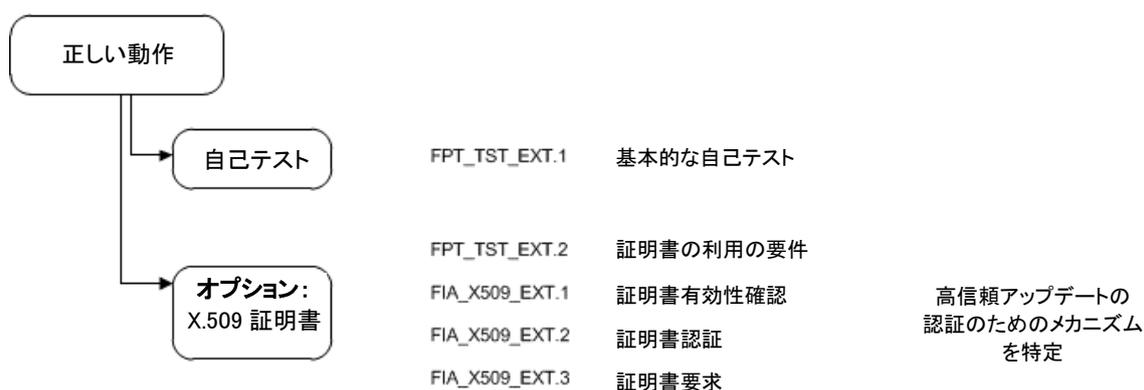 正しい動作
自己テスト
FPT_TST_EXT.1 基本的な自己テスト
FPT_TST_EXT.2 証明書の利用の要件
オプション:
X.509 証明書
FIA_X509_EXT.1 証明書有効性確認
FIA_X509_EXT.2 証明書認証
FIA_X509_EXT.3 証明書要求
高信頼アップデートの
認証のためのメカニズム
を特定